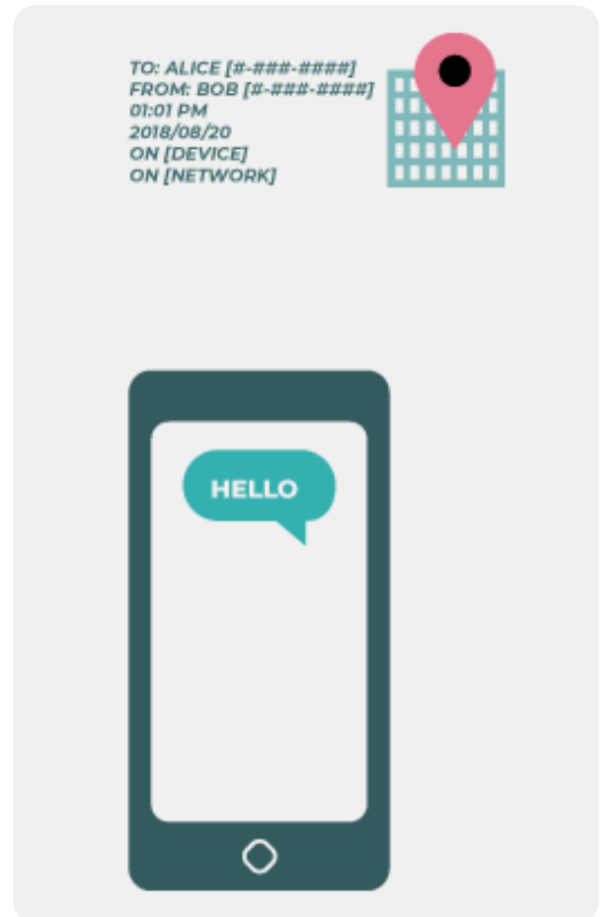 TO: ALICE [#-###-####]
FROM: BOB [#-###-####]
01:01 PM
2018/08/20
ON [DEVICE]
ON [NETWORK]
HELLO